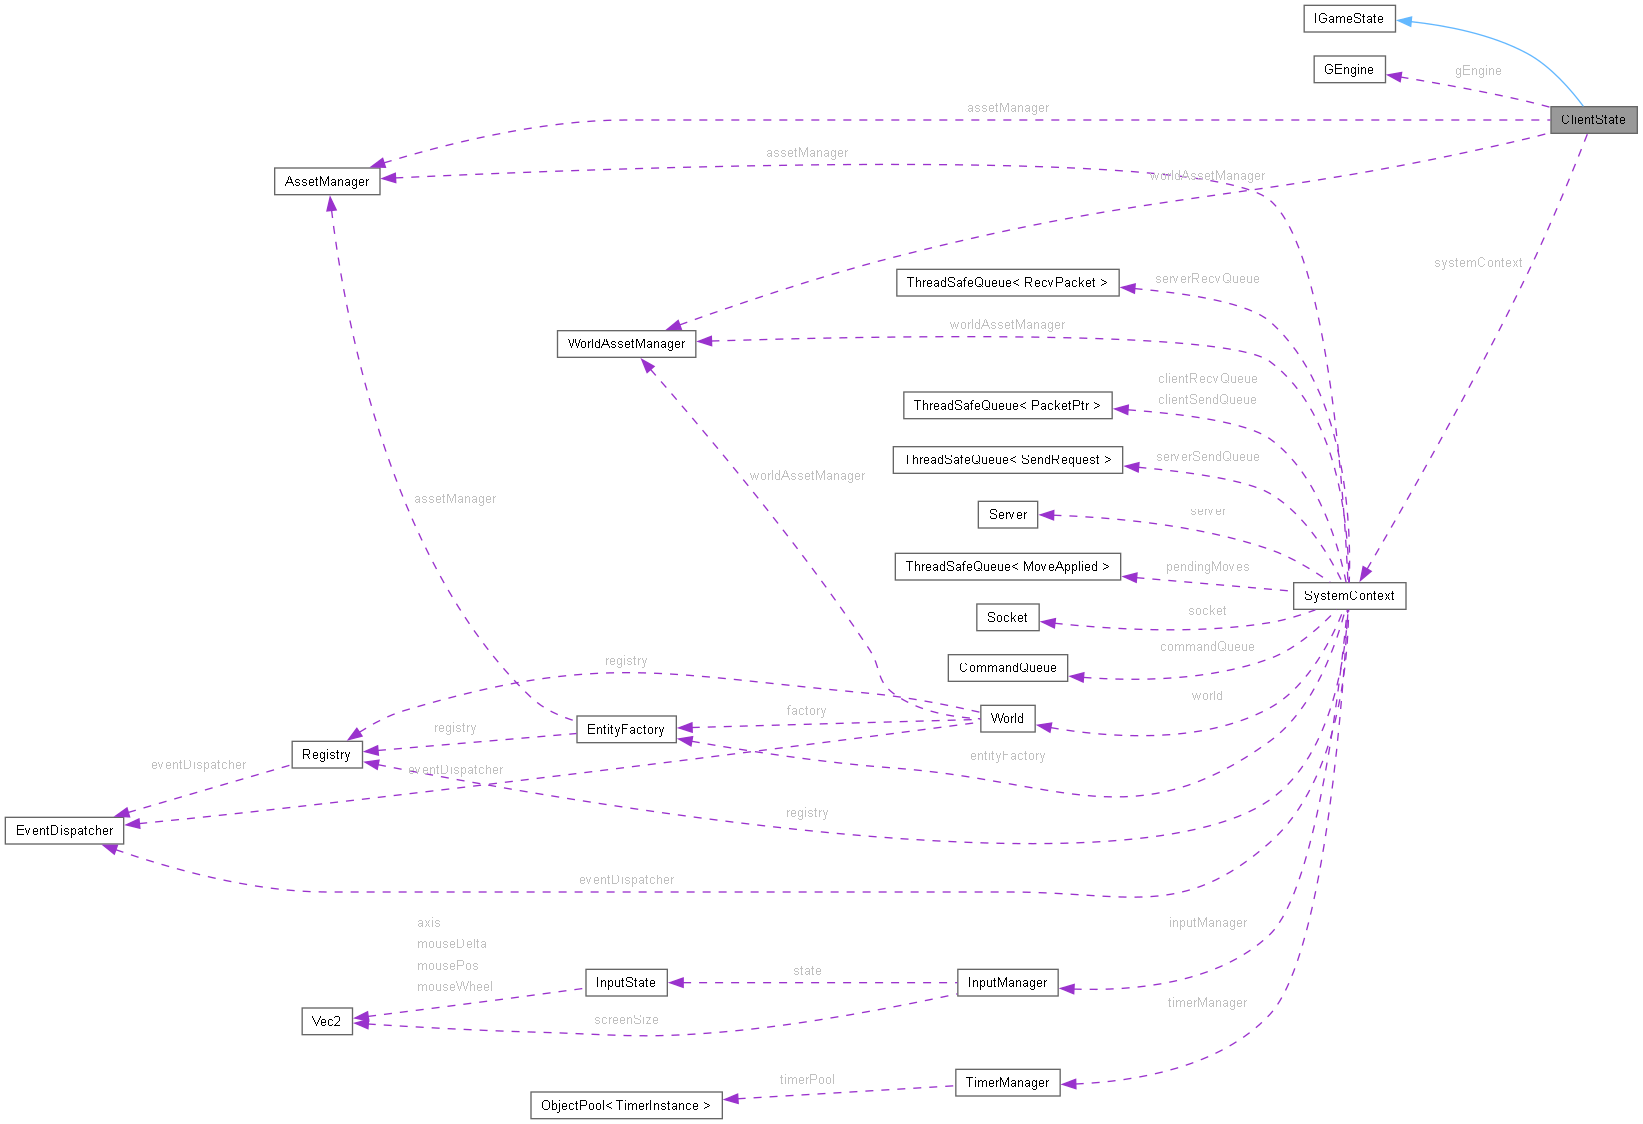 IGameState
GEngine
gEngine
assetManager
ClientState
assetManager
AssetManager
worldAssetManager
systemContext
ThreadSafeQueue< RecvPacket >
serverRecvQueue
worldAssetManager
WorldAssetManager
clientRecvQueue
clientSendQueue
ThreadSafeQueue< PacketPtr >
ThreadSafeQueue< SendRequest >
serverSendQueue
worldAssetManager
assetManager
Server
server
ThreadSafeQueue< MoveApplied >
pendingMoves
SystemContext
Socket
socket
commandQueue
registry
CommandQueue
world
factory
World
registry
EntityFactory
Registry
entityFactory
eventDispatcher
eventDispatcher
registry
EventDispatcher
eventDispatcher
axis
mouseDelta
mousePos
mouseWheel
inputManager
state
InputState
InputManager
timerManager
Vec2
screenSize
timerPool
TimerManager
ObjectPool< TimerInstance >